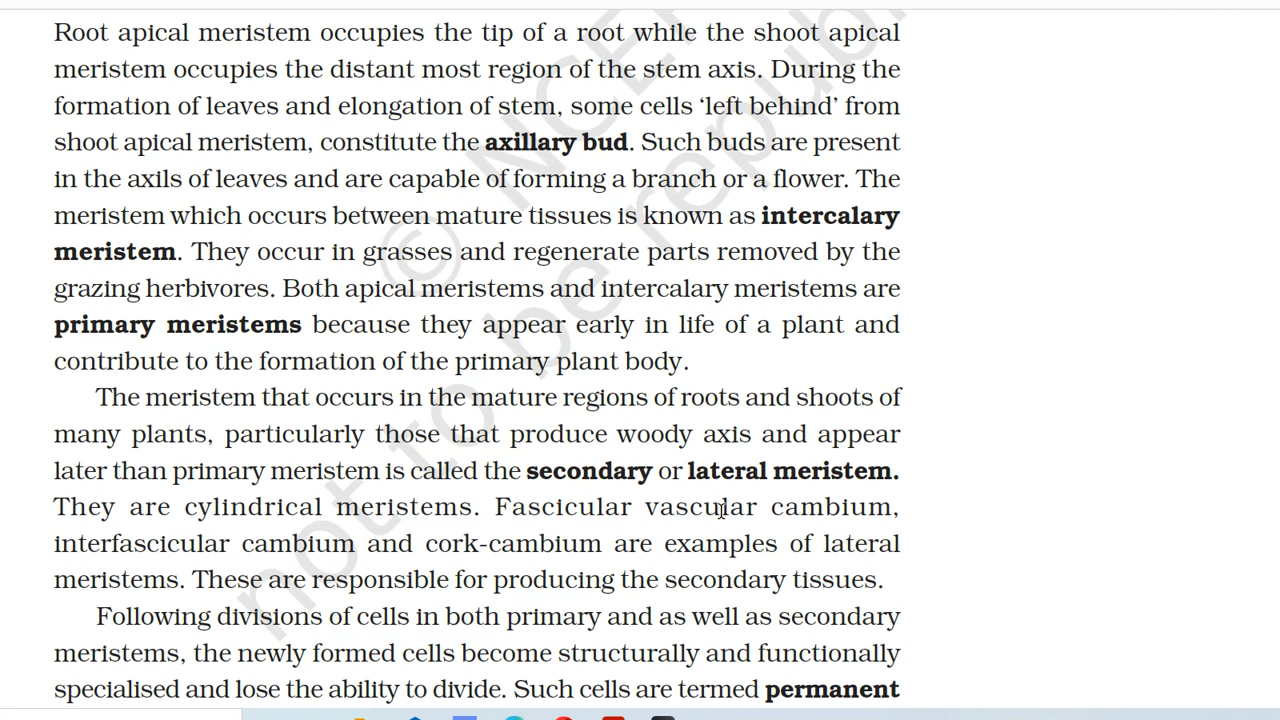 Root apical meristem occupies the tip of a root while the shoot apical
meristem occupies the distant most region of the stem axis. During the
formation of leaves and elongation of stem, some cells ‘left behind’ from
shoot apical meristem, constitute the axillary bud. Such buds are present
in the axils of leaves and are capable of forming a branch or a flower. The
meristem which occurs between mature tissues is known as intercalary
meristem. They occur in grasses and regenerate parts removed by the
grazing herbivores. Both apical meristems and intercalary meristems are
primary meristems because they appear early in life of a plant and
contribute to the formation of the primary plant body.
The meristem that occurs in the mature regions of roots and shoots of
many plants, particularly those that produce woody axis and appear
later than primary meristem is called the secondary or lateral meristem.
They are cylindrical meristems. Fascicular vascular cambium,
interfascicular cambium and cork-cambium are examples of lateral
meristems. These are responsible for producing the secondary tissues.
Following divisions of cells in both primary and as well as secondary
meristems, the newly formed cells become structurally and functionally
specialised and lose the ability to divide. Such cells are termed permanent
© NCE
not to be repub